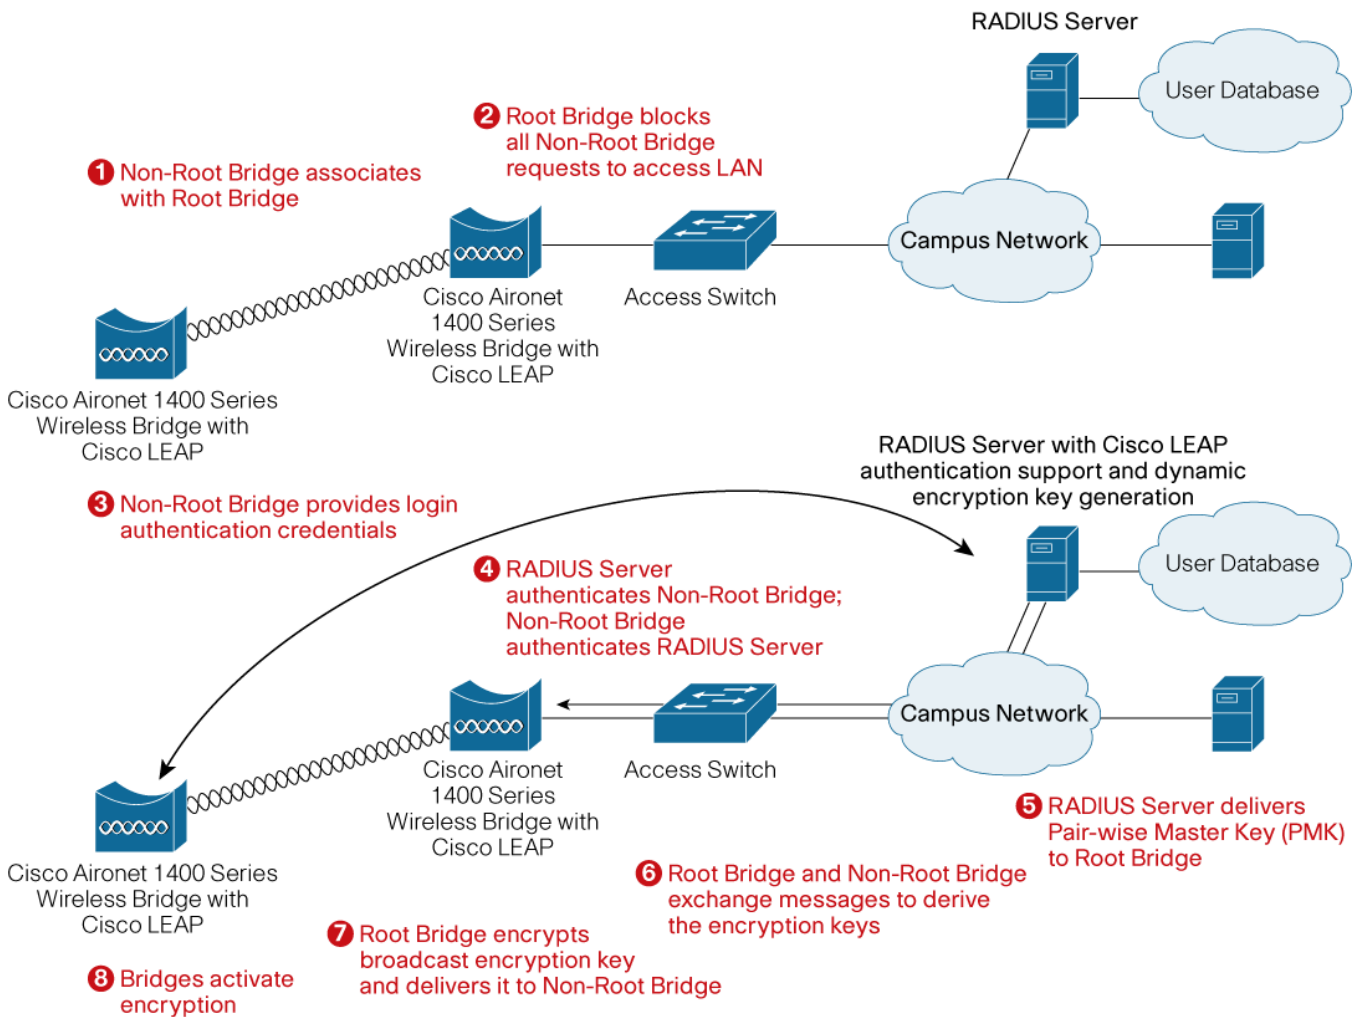 RADIUS Server
User Database
2 Root Bridge blocks
all Non-Root Bridge
requests to access LAN
1 Non-Root Bridge associates
with Root Bridge
Campus Network
Cisco Aironet
1400 Series
Wireless Bridge with
Cisco LEAP
Access Switch
Cisco Aironet 1400 Series
Wireless Bridge with
Cisco LEAP
RADIUS Server with Cisco LEAP
authentication support and dynamic
encryption key generation
3 Non-Root Bridge provides login
authentication credentials
User Database
4 RADIUS Server
authenticates Non-Root Bridge;
Non-Root Bridge
authenticates RADIUS Server
Campus Network
Cisco Aironet
1400 Series
Wireless Bridge with
Cisco LEAP
Access Switch
5 RADIUS Server delivers
Pair-wise Master Key (PMK)
to Root Bridge
Cisco Aironet 1400 Series
Wireless Bridge with
Cisco LEAP
6 Root Bridge and Non-Root Bridge
exchange messages to derive
the encryption keys
7 Root Bridge encrypts
broadcast encryption key
and delivers it to Non-Root Bridge
8 Bridges activate
encryption